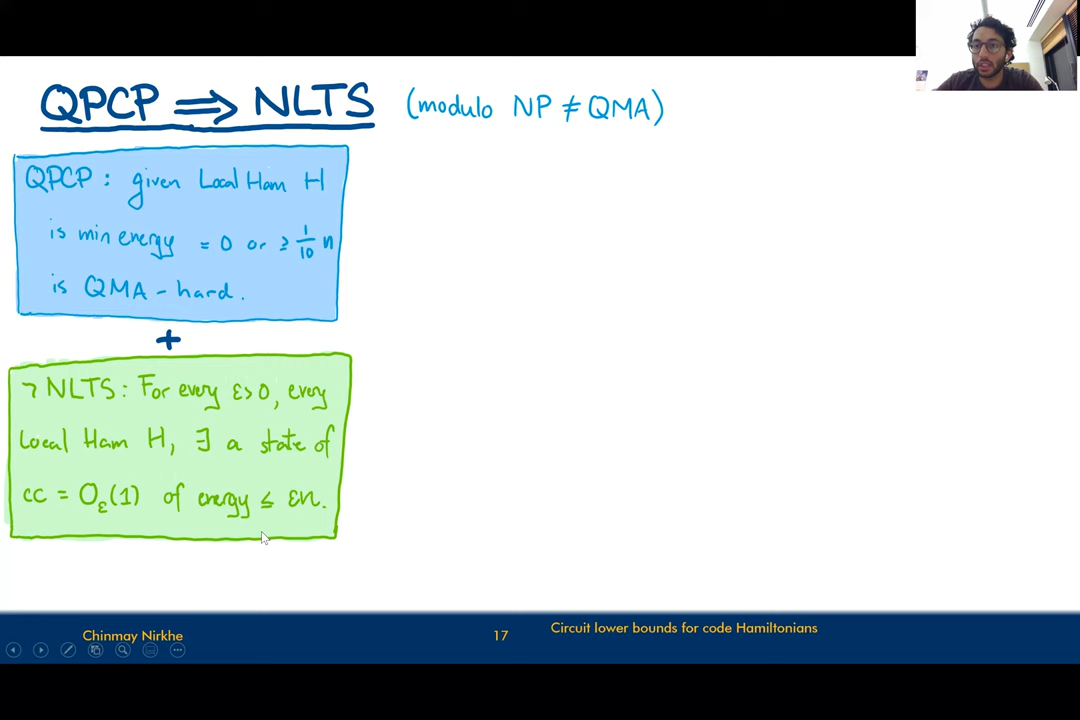 QPCP ⟹ NLTS (modulo NP ≠ QMA)
QPCP : given Local Ham H
is min energy = 0 or ≥ 1/10 n
is QMA - hard.
+
¬ NLTS : For every ε>0, every
Local Ham H, ∃ a state of
cc = Oε(1) of energy ≤ εn.
Chinmay Nirkhe
17
Circuit lower bounds for code Hamiltonians